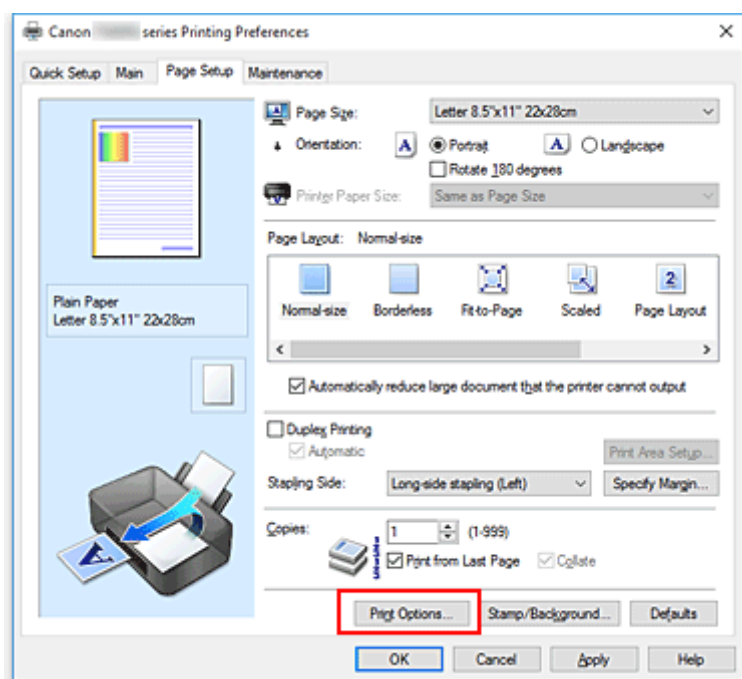 Canon series Printing Preferences
Quick Setup Main Page Setup Maintenance
Page Size: Letter 8.5"x11" 22x28cm
Orientation: A Portrait A Landscape
Rotate 180 degrees
Printer Paper Size: Same as Page Size
Page Layout: Normal-size
2
Normal-size Borderless Fit-to-Page Scaled Page Layout
Plain Paper
Letter 8.5"x11" 22x28cm
Automatically reduce large document that the printer cannot output
Duplex Printing
Automatic
Print Area Setup...
Stapling Side: Long-side stapling (Left) Specify Margin...
Copies: 1 (1-999)
Print from Last Page Collate
A
Print Options... Stamp/Background... Defaults
OK Cancel Apply Help